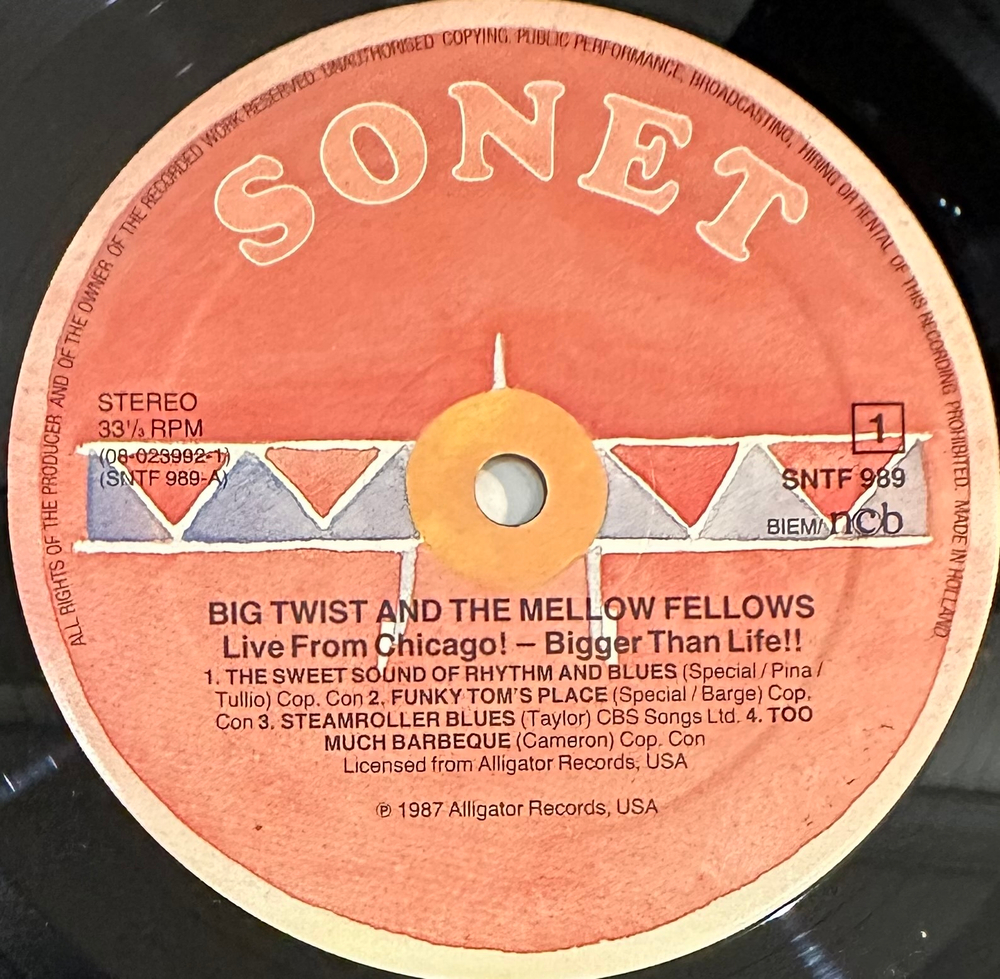 ALL RIGHTS OF THE PRODUCER AND OF THE OWNER OF THE RECORDED WORK RESERVED. UNAUTHORISED COPYING, PUBLIC PERFORMANCE, BROADCASTING, HIRING OR RENTAL OF THIS RECORDING PROHIBITED. MADE IN HOLLAND
SONET
STEREO
33⅓ RPM
(08-023992-1)
(SNTF 989-A)
1
SNTF 989
BIEM/ncb
BIG TWIST AND THE MELLOW FELLOWS
Live From Chicago! – Bigger Than Life!!
1. THE SWEET SOUND OF RHYTHM AND BLUES (Special / Pina /
Tullio) Cop. Con 2. FUNKY TOM'S PLACE (Special / Barge) Cop.
Con 3. STEAMROLLER BLUES (Taylor) CBS Songs Ltd. 4. TOO
MUCH BARBEQUE (Cameron) Cop. Con
Licensed from Alligator Records, USA
℗ 1987 Alligator Records, USA